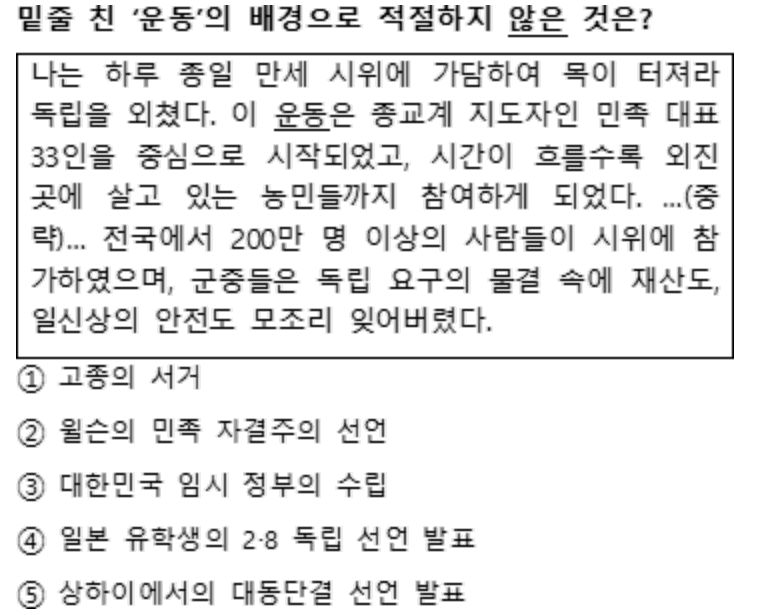 밑줄 친 '운동'의 배경으로 적절하지 않은 것은?
나는 하루 종일 만세 시위에 가담하여 목이 터져라
독립을 외쳤다. 이 운동은 종교계 지도자인 민족 대표
33인을 중심으로 시작되었고, 시간이 흐를수록 외진
곳에 살고 있는 농민들까지 참여하게 되었다. ...(중
략)... 전국에서 200만 명 이상의 사람들이 시위에 참
가하였으며, 군중들은 독립 요구의 물결 속에 재산도,
일신상의 안전도 모조리 잊어버렸다.
① 고종의 서거
② 윌슨의 민족 자결주의 선언
③ 대한민국 임시 정부의 수립
④ 일본 유학생의 2·8 독립 선언 발표
⑤ 상하이에서의 대동단결 선언 발표